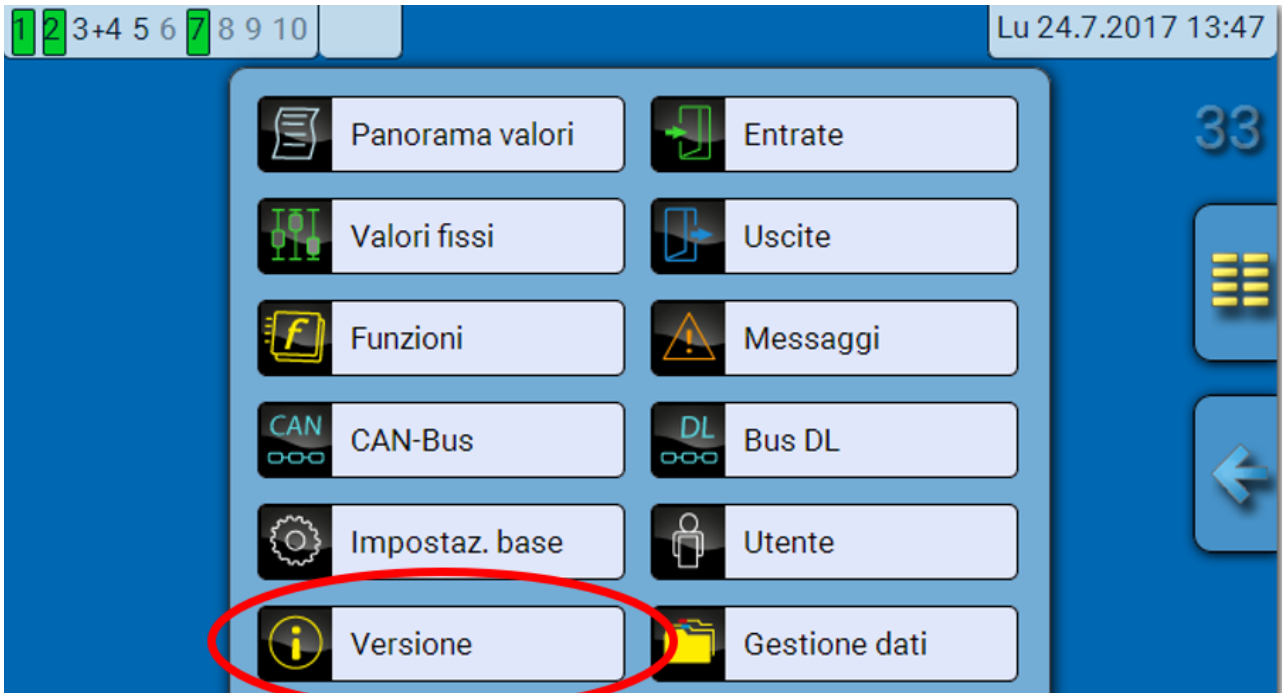 1 2 3+4 5 6 7 8 9 10
Lu 24.7.2017 13:47
33
Panorama valori
Entrate
Valori fissi
Uscite
f Funzioni
Messaggi
CAN CAN-Bus
DL Bus DL
Impostaz. base
Utente
i Versione
Gestione dati